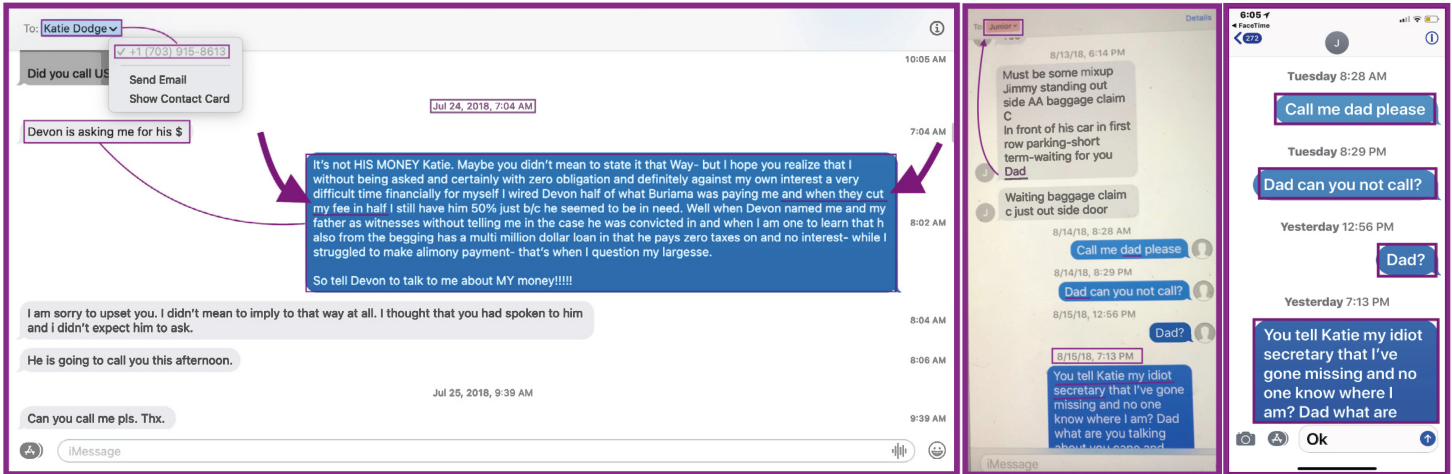 To: Katie Dodge
✓ +1 (703) 915-8613
Send Email
Show Contact Card
10:05 AM
Did you call US
Jul 24, 2018, 7:04 AM
Devon is asking me for his $
7:04 AM
It's not HIS MONEY Katie. Maybe you didn't mean to state it that Way- but I hope you realize that I
without being asked and certainly with zero obligation and definitely against my own interest a very
difficult time financially for myself I wired Devon half of what Buriama was paying me and when they cut
my fee in half I still have him 50% just b/c he seemed to be in need. Well when Devon named me and my
father as witnesses without telling me in the case he was convicted in and when I am one to learn that h
also from the begging has a multi million dollar loan in that he pays zero taxes on and no interest- while I
struggled to make alimony payment- that's when I question my largesse.
So tell Devon to talk to me about MY money!!!!!
8:02 AM
I am sorry to upset you. I didn't mean to imply to that way at all. I thought that you had spoken to him
and i didn't expect him to ask.
8:04 AM
He is going to call you this afternoon.
8:06 AM
Jul 25, 2018, 9:39 AM
Can you call me pls. Thx.
9:39 AM
iMessage
To: Junior
Details
8/13/18, 6:14 PM
Must be some mixup
Jimmy standing out
side AA baggage claim
C
In front of his car in first
row parking-short
term-waiting for you
Dad
J
Waiting baggage claim
c just out side door
J
8/14/18, 8:28 AM
Call me dad please
8/14/18, 8:29 PM
Dad can you not call?
8/15/18, 12:56 PM
Dad?
8/15/18, 7:13 PM
You tell Katie my idiot
secretary that I've gone
missing and no one
know where I am? Dad
what are you talking
iMessage
6:05
FaceTime
272
J
Tuesday 8:28 AM
Call me dad please
Tuesday 8:29 PM
Dad can you not call?
Yesterday 12:56 PM
Dad?
Yesterday 7:13 PM
You tell Katie my idiot
secretary that I've
gone missing and no
one know where I
am? Dad what are
Ok